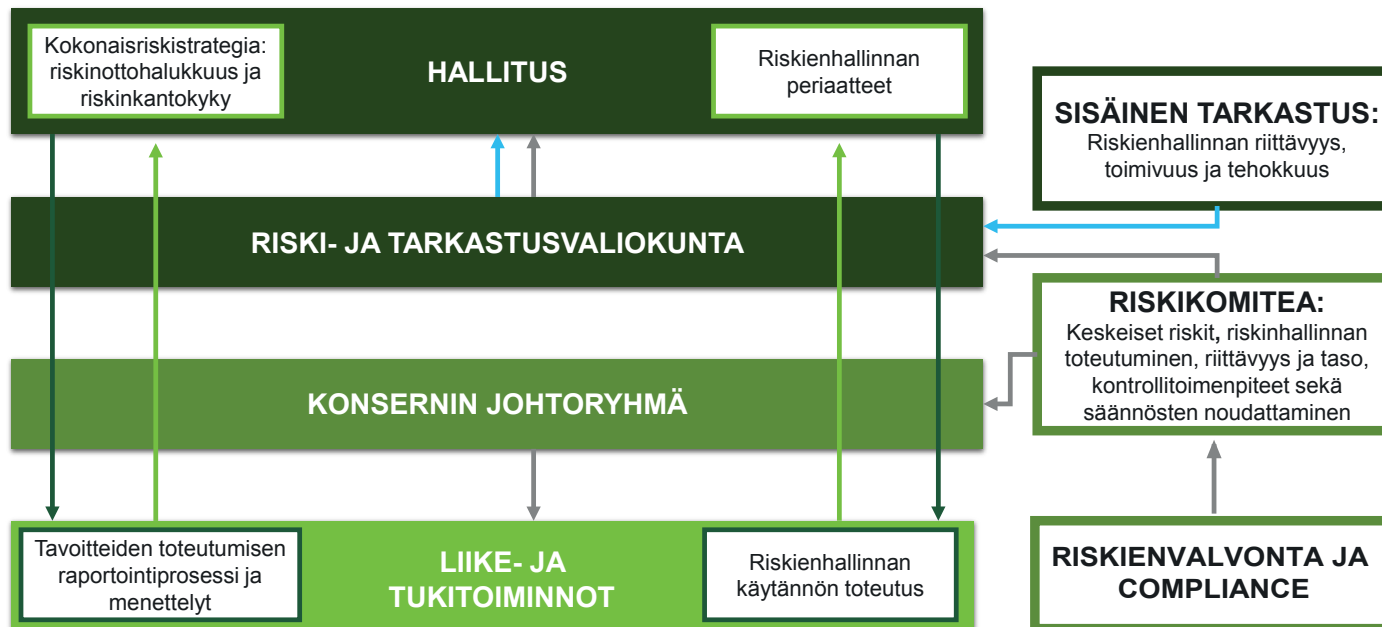 Kokonaisriskistrategia:
riskinottohalukkuus ja
riskinkantokyky
HALLITUS
Riskienhallinnan
periaatteet
SISÄINEN TARKASTUS:
Riskienhallinnan riittävyys,
toimivuus ja tehokkuus
RISKI- JA TARKASTUSVALIOKUNTA
RISKIKOMITEA:
Keskeiset riskit, riskinhallinnan
toteutuminen, riittävyys ja taso,
kontrollitoimenpiteet sekä
säännösten noudattaminen
KONSERNIN JOHTORYHMÄ
Tavoitteiden toteutumisen
raportointiprosessi ja
menettelyt
LIIKE- JA
TUKITOIMINNOT
Riskienhallinnan
käytännön toteutus
RISKIENVALVONTA JA
COMPLIANCE